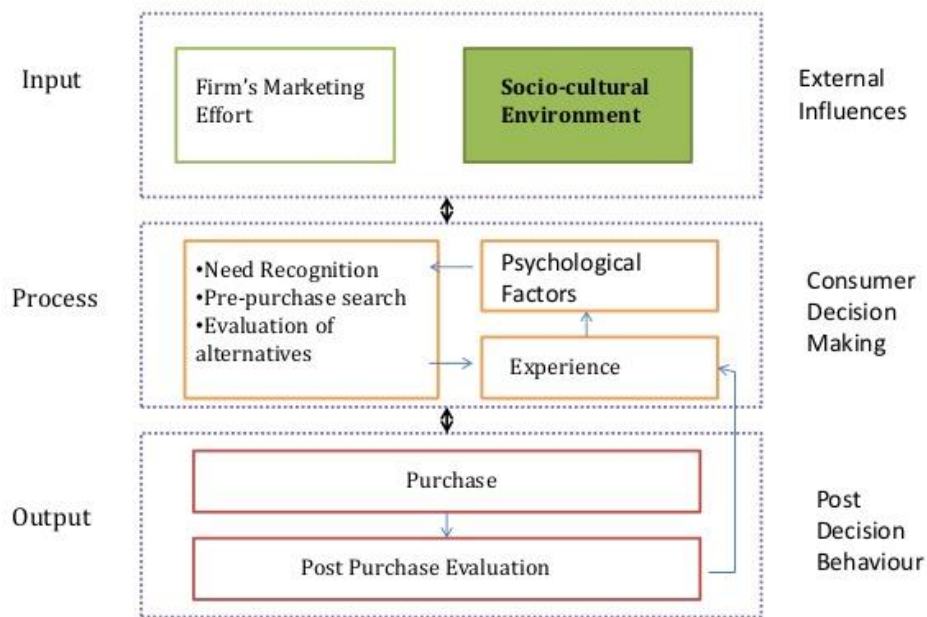 Input
Firm's Marketing
Effort
Socio-cultural
Environment
External
Influences
Process
•Need Recognition
•Pre-purchase search
•Evaluation of
alternatives
Psychological
Factors
Experience
Consumer
Decision
Making
Output
Purchase
Post Purchase Evaluation
Post
Decision
Behaviour